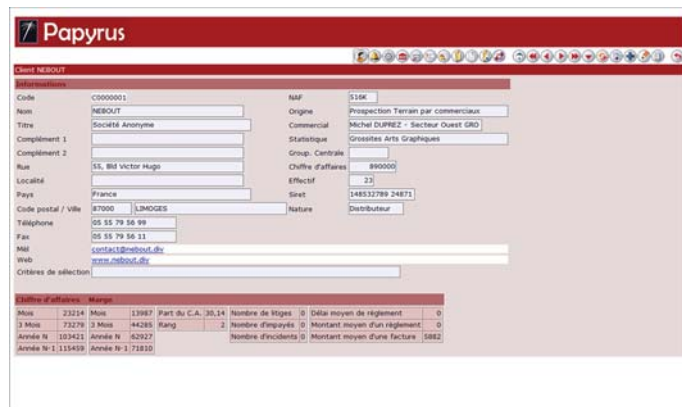 Papyrus
Client NEBOUT
Informations
Code C0000001 NAF 516K
Nom NEBOUT Origine Prospection Terrain par commerciaux
Titre Société Anonyme Commercial Michel DUPREZ - Secteur Ouest GRO
Complément 1 Statistique Grossites Arts Graphiques
Complément 2 Group. Centrale
Rue 55, Bld Victor Hugo Chiffre d'affaires 890000
Localité Effectif 23
Pays France Siret 148532789 24871
Code postal / Ville 87000 LIMOGES Nature Distributeur
Téléphone 05 55 79 56 99
Fax 05 55 79 56 11
Mél contact@nebout.div
Web www.nebout.div
Critères de sélection
Chiffre d'affaires Marge
Mois 23214 Mois 13987 Part du C.A. 30,14 Nombre de litiges 0 Délai moyen de règlement 0
3 Mois 73279 3 Mois 44285 Rang 2 Nombre d'impayés 0 Montant moyen d'un règlement 0
Année N 103421 Année N 62927 Nombre d'incidents 0 Montant moyen d'une facture 5882
Année N-1 115459 Année N-1 71810